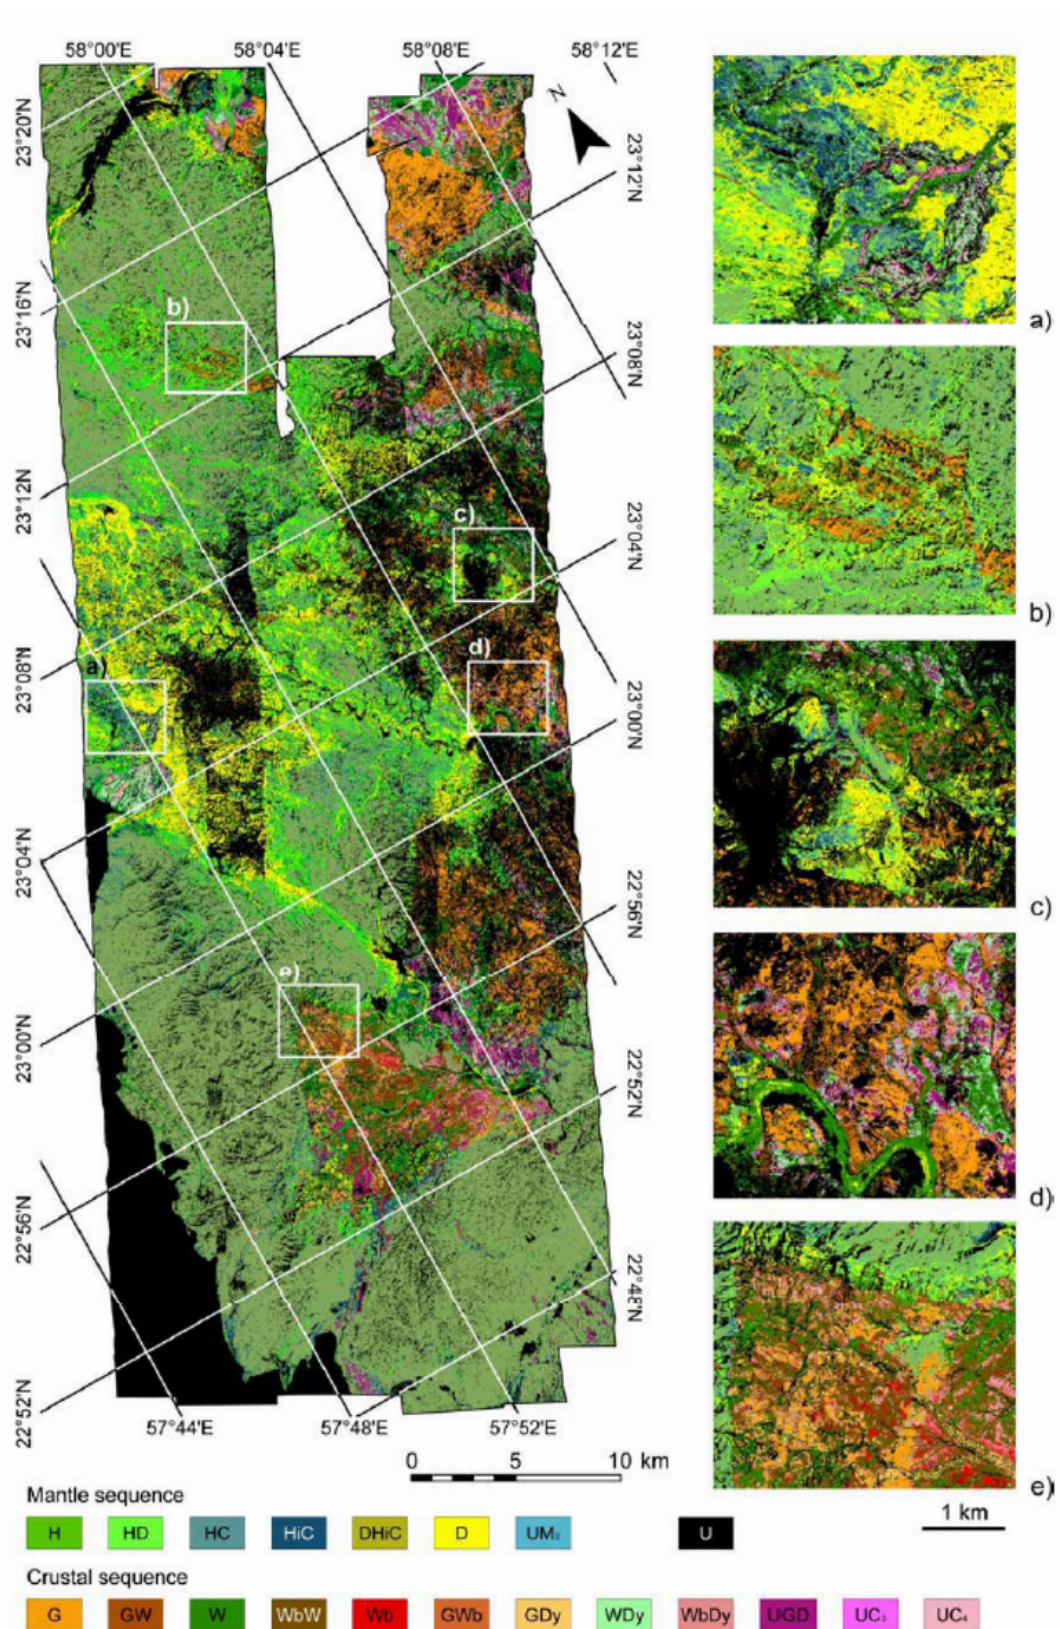 58°00'E 58°04'E 58°08'E 58°12'E
N
23°20'N
23°16'N
23°12'N
23°08'N
23°04'N
23°00'N
22°56'N
22°52'N
23°12'N
23°08'N
23°04'N
23°00'N
22°56'N
22°52'N
22°48'N
b)
c)
d)
a)
e)
57°44'E 57°48'E 57°52'E
0 5 10 km
a)
b)
c)
d)
e)
1 km
Mantle sequence
H HD HC HiC DHiC D UM₃ U
Crustal sequence
G GW W WbW Wb GWb GDy WDy WbDy UGD UC₃ UC₄